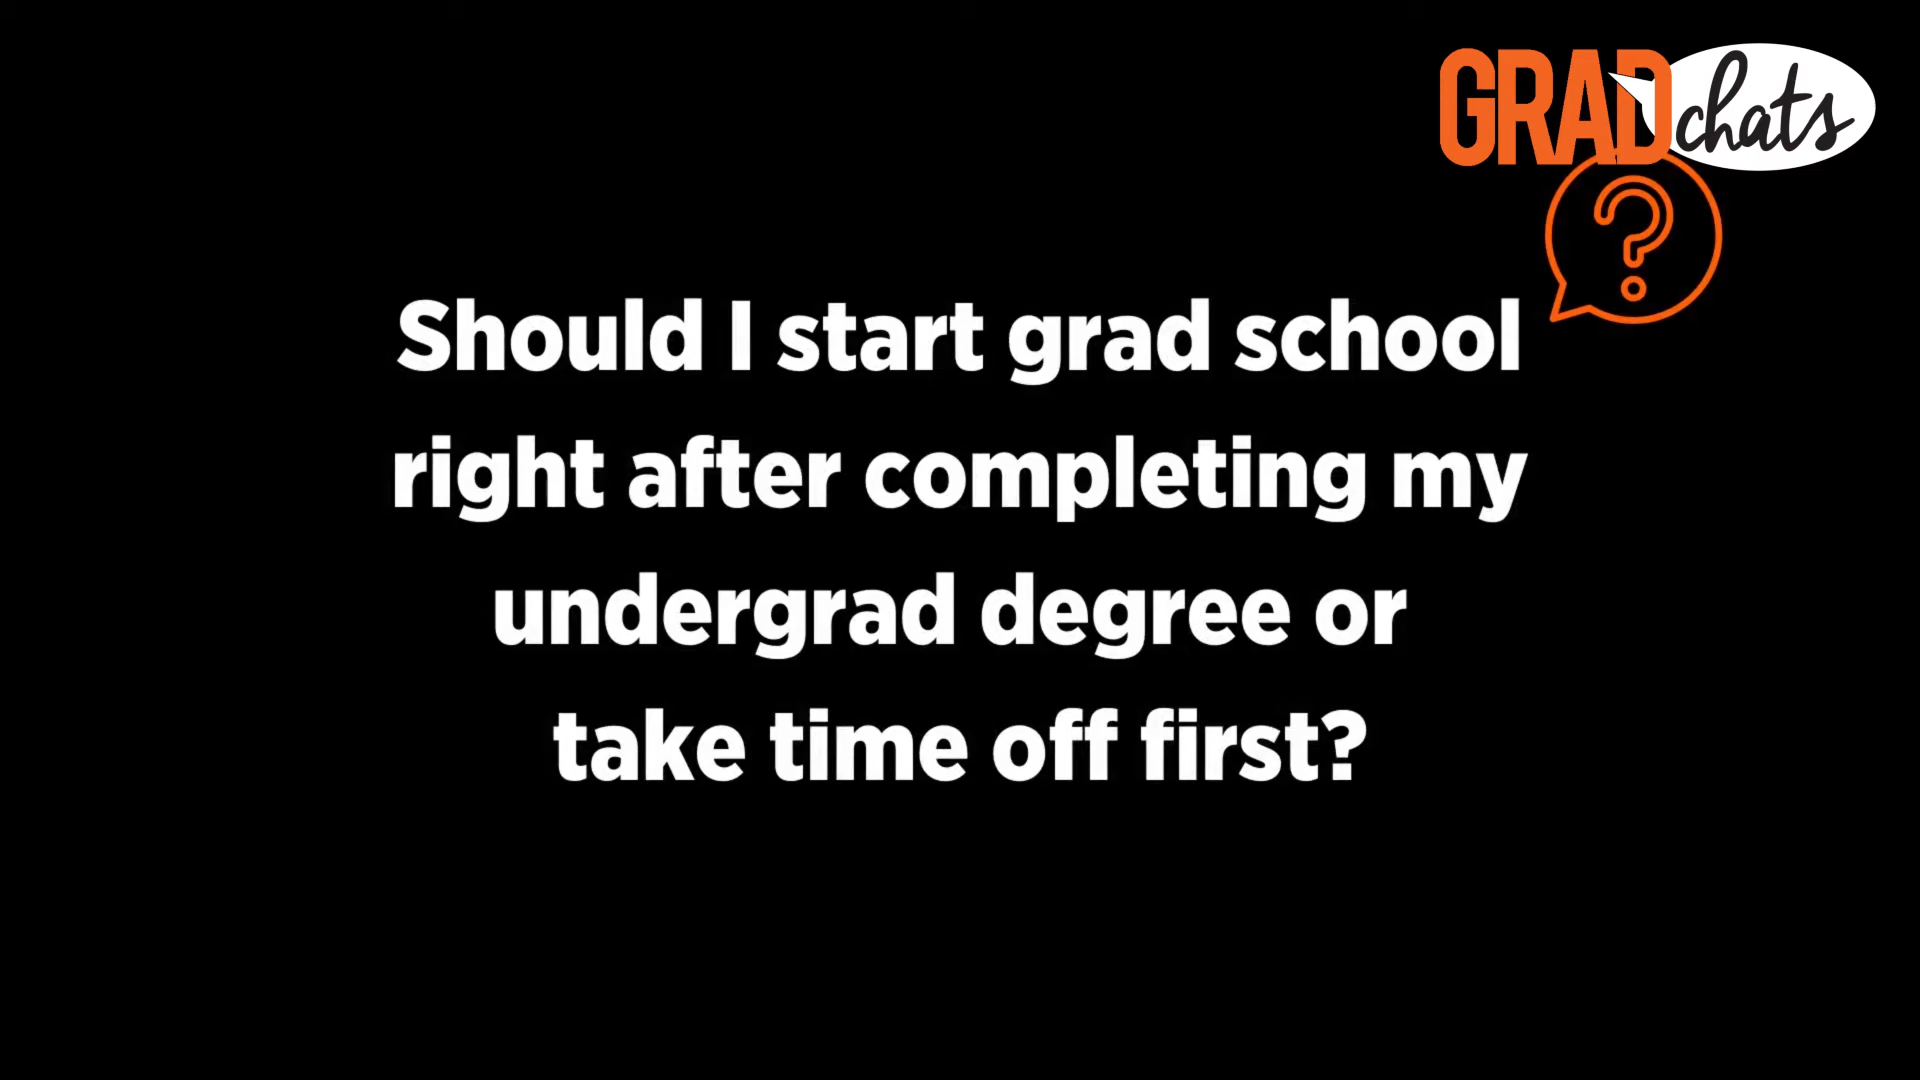 GRAD chats
?
Should I start grad school
right after completing my
undergrad degree or
take time off first?